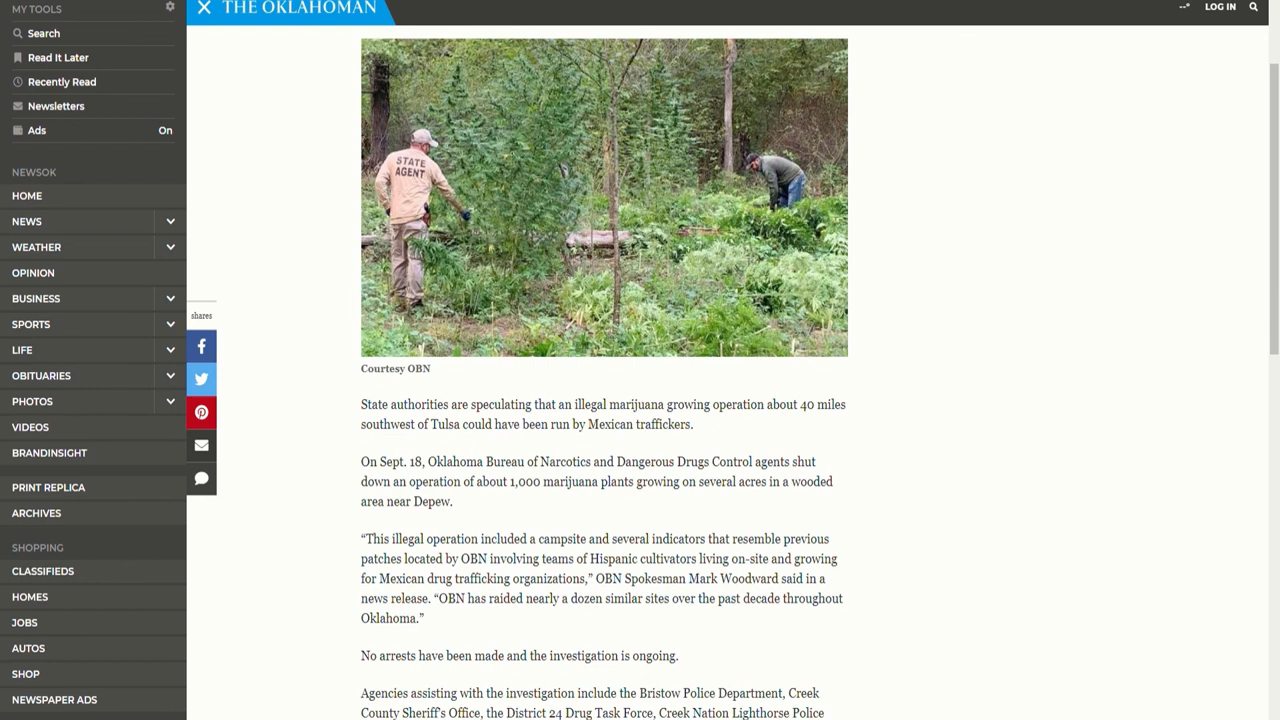 MY TOOLS
Search
Read It Later
Recently Read
Newsletters
Ads On
NEWSOK
HOME
NEWS
WEATHER
OPINION
BUSINESS
SPORTS
LIFE
OBITUARIES
PHOTOS
VIDEOS
BRANDINSIGHT
PRINT REPLICA
ARCHIVES
SHOPPING
CLASSIFIEDS
HOMES
JOBS
AUTOS
SHOP
NEWSPAPER ADS
THE OKLAHOMAN
--° LOG IN
shares
STATE
AGENT
Courtesy OBN
State authorities are speculating that an illegal marijuana growing operation about 40 miles
southwest of Tulsa could have been run by Mexican traffickers.
On Sept. 18, Oklahoma Bureau of Narcotics and Dangerous Drugs Control agents shut
down an operation of about 1,000 marijuana plants growing on several acres in a wooded
area near Depew.
“This illegal operation included a campsite and several indicators that resemble previous
patches located by OBN involving teams of Hispanic cultivators living on-site and growing
for Mexican drug trafficking organizations,” OBN Spokesman Mark Woodward said in a
news release. “OBN has raided nearly a dozen similar sites over the past decade throughout
Oklahoma.”
No arrests have been made and the investigation is ongoing.
Agencies assisting with the investigation include the Bristow Police Department, Creek
County Sheriff’s Office, the District 24 Drug Task Force, Creek Nation Lighthorse Police